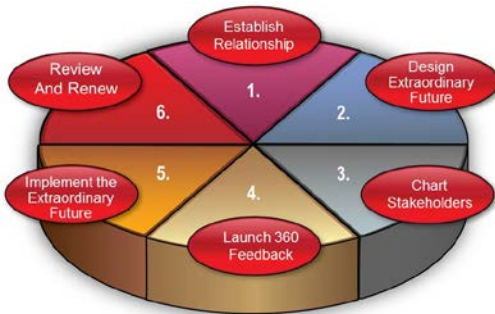 Establish
Relationship
1.
Design
Extraordinary
Future
2.
Chart
Stakeholders
3.
Launch 360
Feedback
4.
Implement the
Extraordinary
Future
5.
Review
And Renew
6.